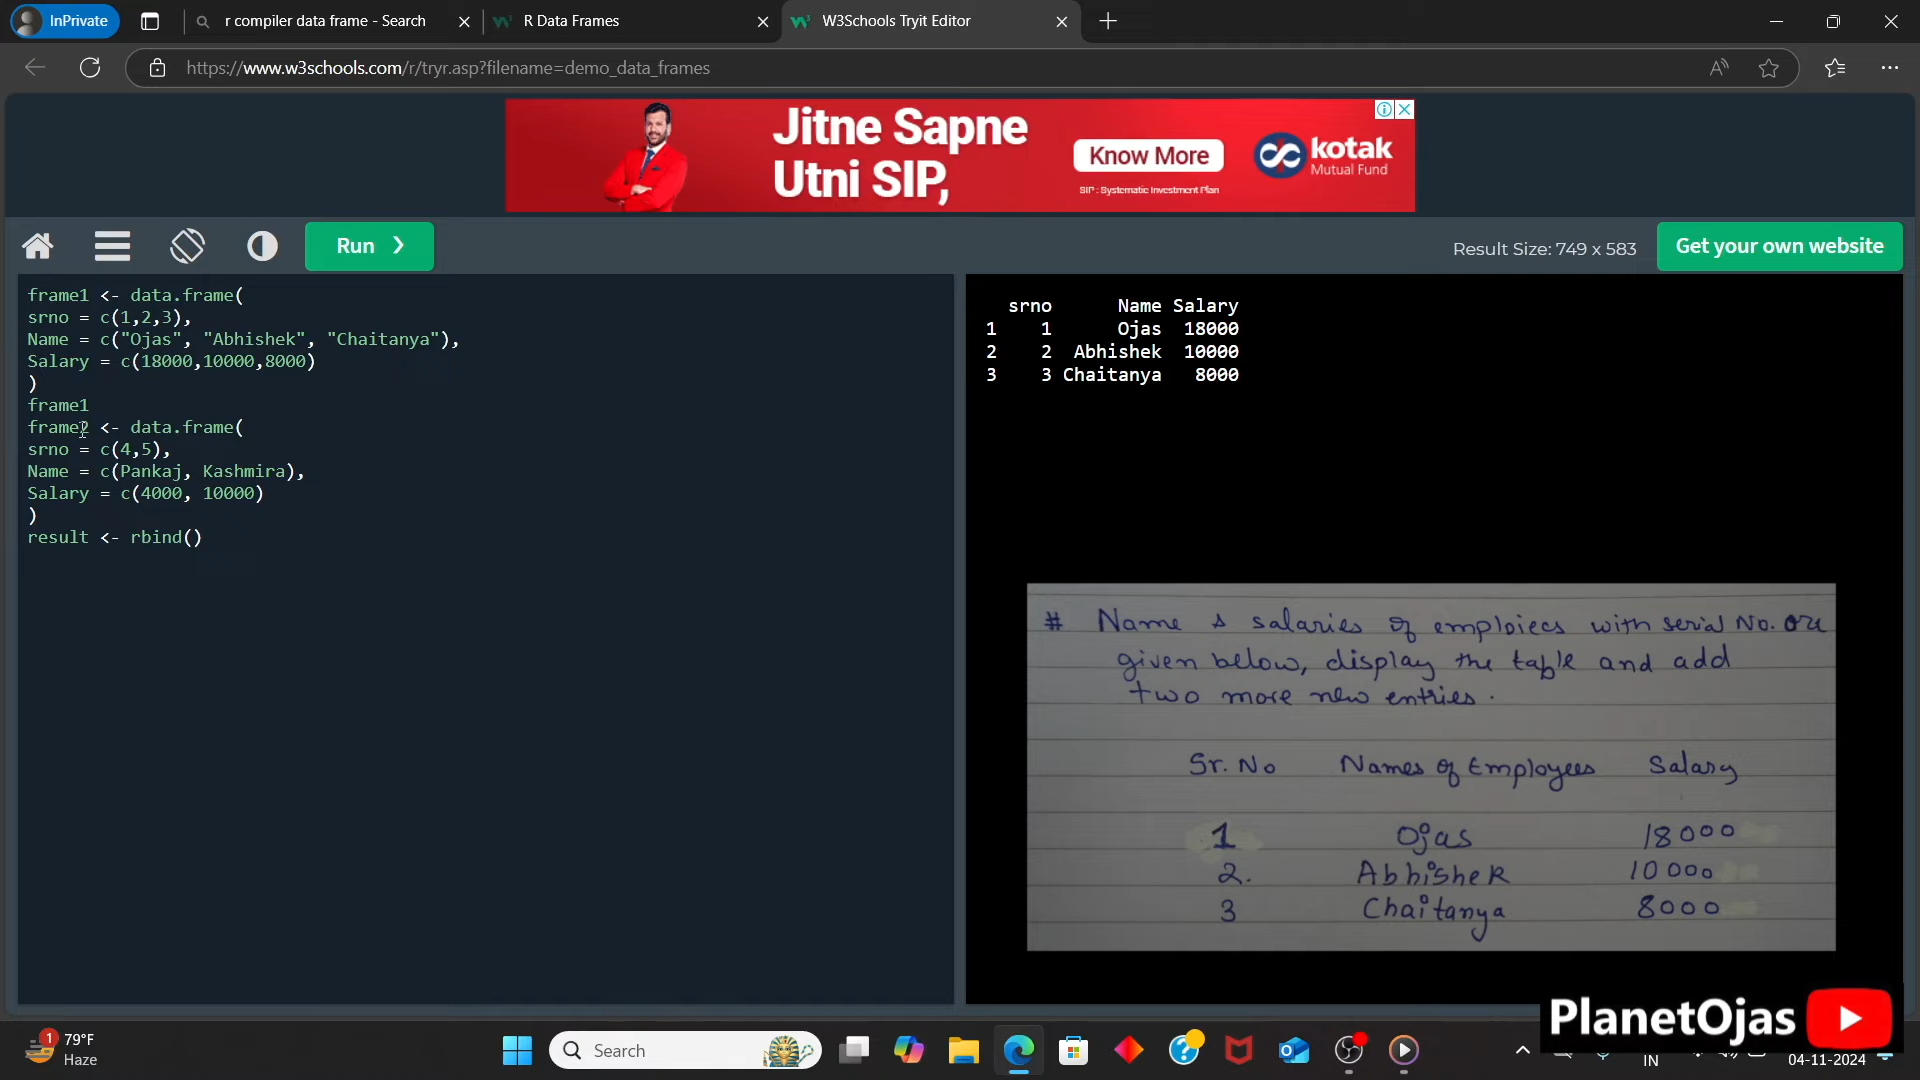 InPrivate
r compiler data frame - Search
R Data Frames
W3Schools Tryit Editor
https://www.w3schools.com/r/tryr.asp?filename=demo_data_frames
Jitne Sapne
Utni SIP,
Know More
SIP : Systematic Investment Plan
kotak
Mutual Fund
Run ❯
Result Size: 749 x 583
Get your own website
frame1 <- data.frame(
srno = c(1,2,3),
Name = c("Ojas", "Abhishek", "Chaitanya"),
Salary = c(18000,10000,8000)
)
frame1
frame2 <- data.frame(
srno = c(4,5),
Name = c(Pankaj, Kashmira),
Salary = c(4000, 10000)
)
result <- rbind()
srno Name Salary
1 1 Ojas 18000
2 2 Abhishek 10000
3 3 Chaitanya 8000
# Name & salaries of emploiees with serial No. are
given below, display the table and add
two more new entries.
Sr. No Names of Employees Salary
1 Ojas 18000
2. Abhishek 10000
3 Chaitanya 8000
PlanetOjas
1
79°F
Haze
Search
IN
04-11-2024